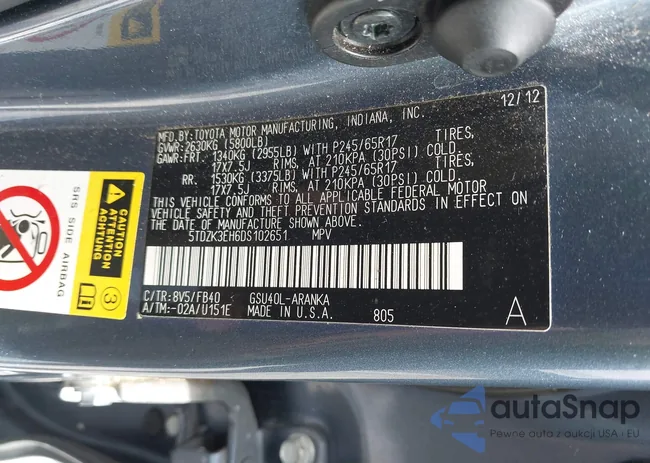 MFD.BY:TOYOTA MOTOR MANUFACTURING, INDIANA, INC. 12/12
GVWR:2630KG (5800LB)
GAWR:FRT. 1340KG (2955LB) WITH P245/65R17 TIRES,
17X7.5J RIMS, AT 210KPA (30PSI) COLD.
RR. 1530KG (3375LB) WITH P245/65R17 TIRES,
17X7.5J RIMS, AT 210KPA (30PSI) COLD.
THIS VEHICLE CONFORMS TO ALL APPLICABLE FEDERAL MOTOR
VEHICLE SAFETY AND THEFT PREVENTION STANDARDS IN EFFECT ON
THE DATE OF MANUFACTURE SHOWN ABOVE.
5TDZK3EH6DS102651 MPV
C/TR:8V5/FB40 GSU40L-ARANKA
A/TM:-02A/U151E MADE IN U.S.A. 805 A
SRS SIDE AIRBAG
ATTENTION
ACHTUNG
3
autoSnap
Pewne auto z aukcji USA i EU